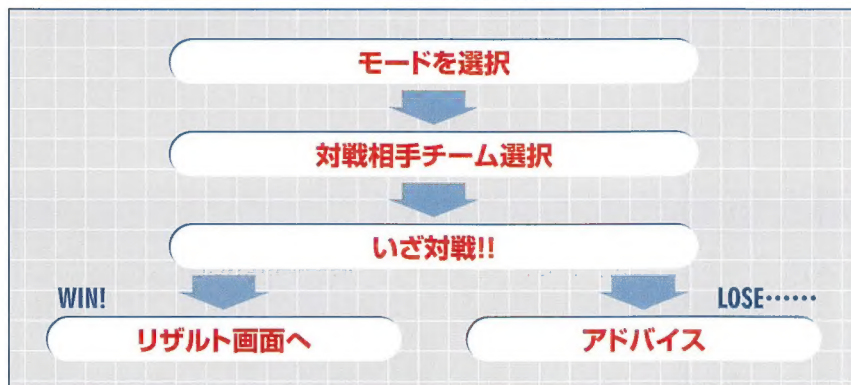 モードを選択
対戦相手チーム選択
いざ対戦!!
WIN!
LOSE……
リザルト画面へ
アドバイス